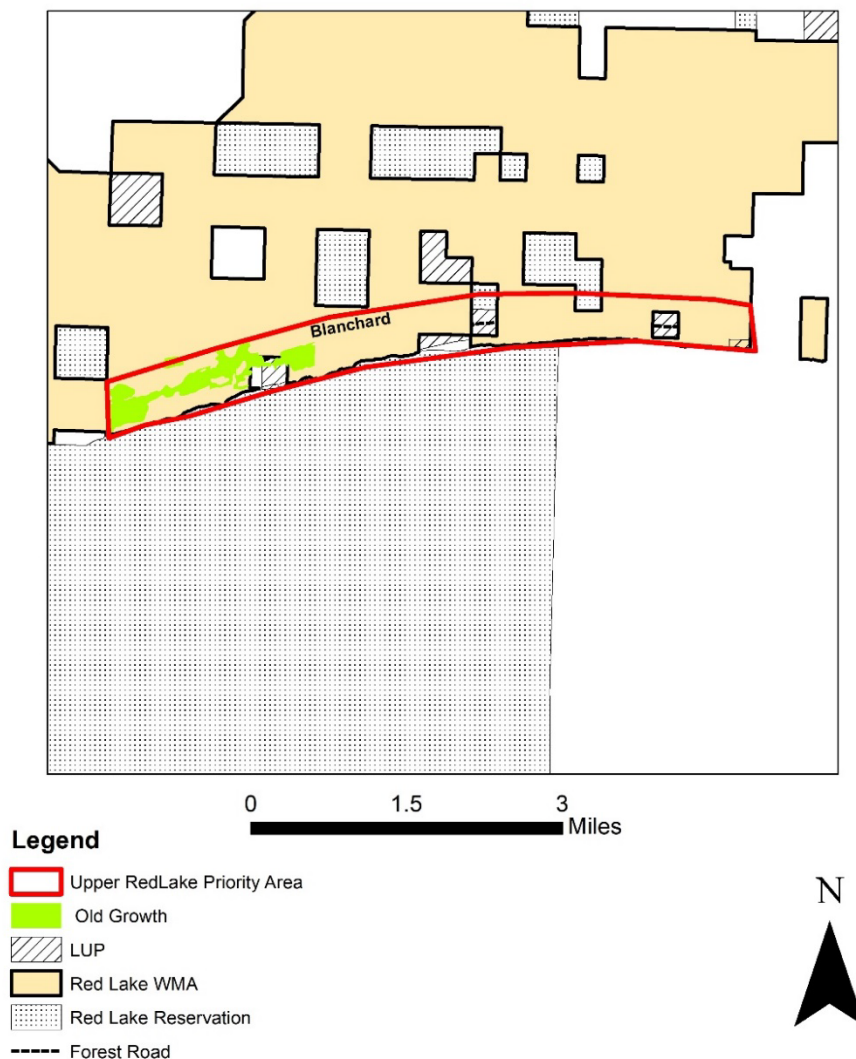 Blanchard
0 1.5 3
Miles
Legend
Upper RedLake Priority Area
Old Growth
LUP
Red Lake WMA
Red Lake Reservation
Forest Road
N